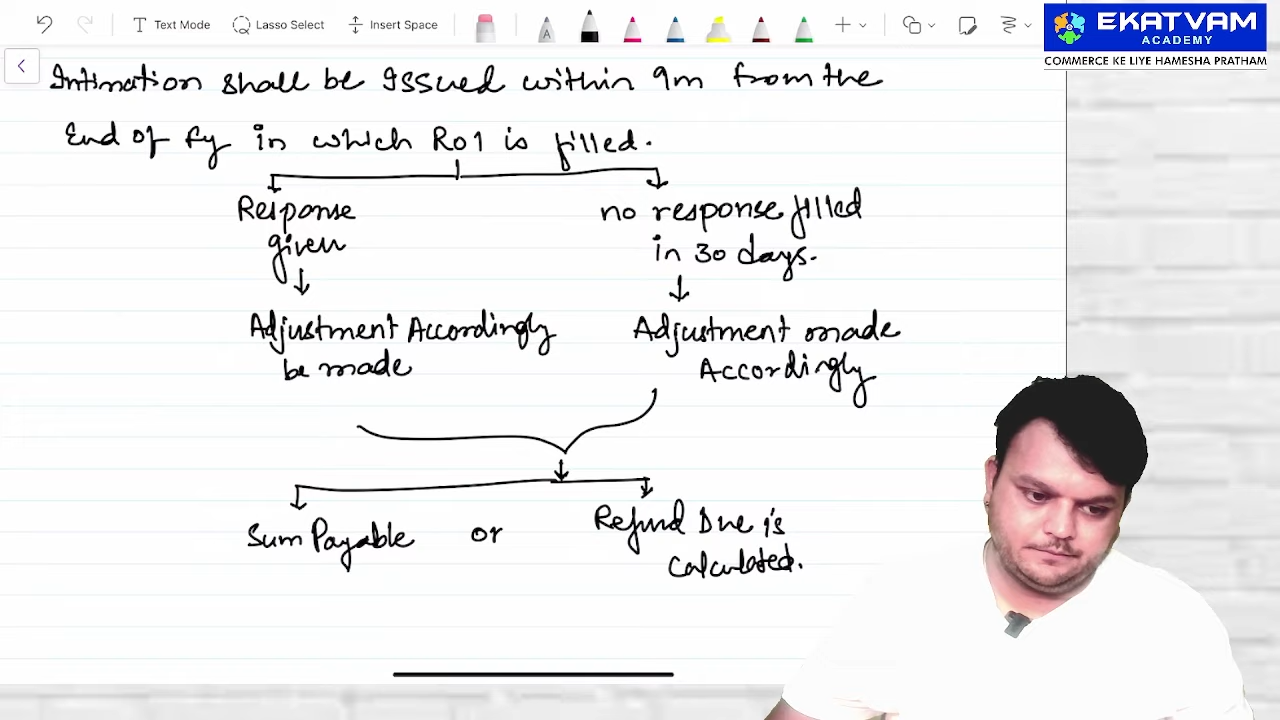 Text Mode
Lasso Select
Insert Space
A
EKATVAM
ACADEMY
COMMERCE KE LIYE HAMESHA PRATHAM
Intimation shall be Issued within 9m from the
End of fy in which ROI is filled.
Response given
no response filled in 30 days.
Adjustment Accordingly be made
Adjustment made Accordingly
Sum Payable or Refund Due is calculated.